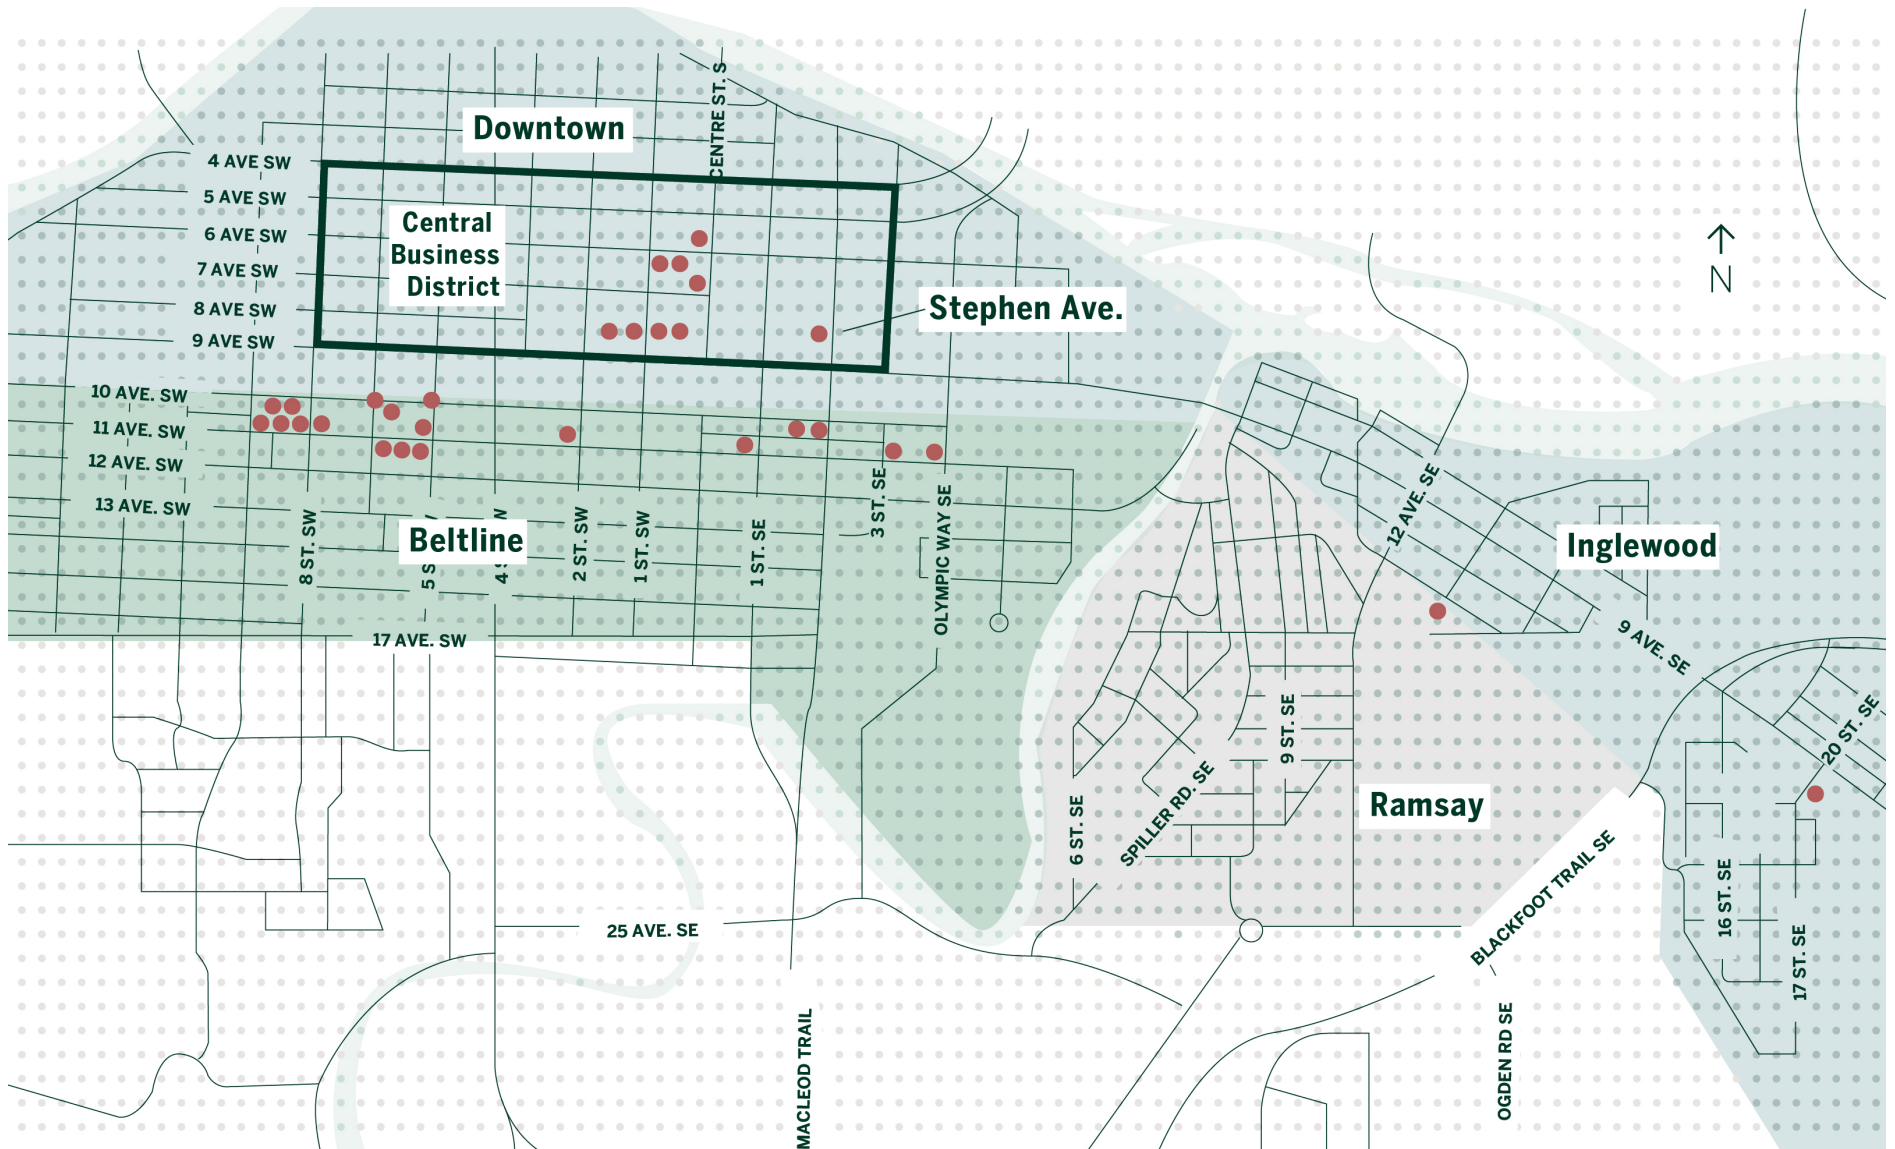 CENTRE ST. S
Downtown
4 AVE SW
5 AVE SW
6 AVE SW
7 AVE SW
8 AVE SW
9 AVE SW
Central
Business
District
Stephen Ave.
N
10 AVE. SW
11 AVE. SW
12 AVE. SW
13 AVE. SW
Beltline
8 ST. SW
5 S
4 S
W
2 ST. SW
1 ST. SW
1 ST. SE
3 ST. SE
OLYMPIC WAY SE
12 AVE. SE
Inglewood
17 AVE. SW
9 AVE. SE
20 ST. SE
9 ST. SE
Ramsay
6 ST. SE
SPILLER RD. SE
BLACKFOOT TRAIL SE
16 ST. SE
17 ST. SE
25 AVE. SE
MACLEOD TRAIL
OGDEN RD SE